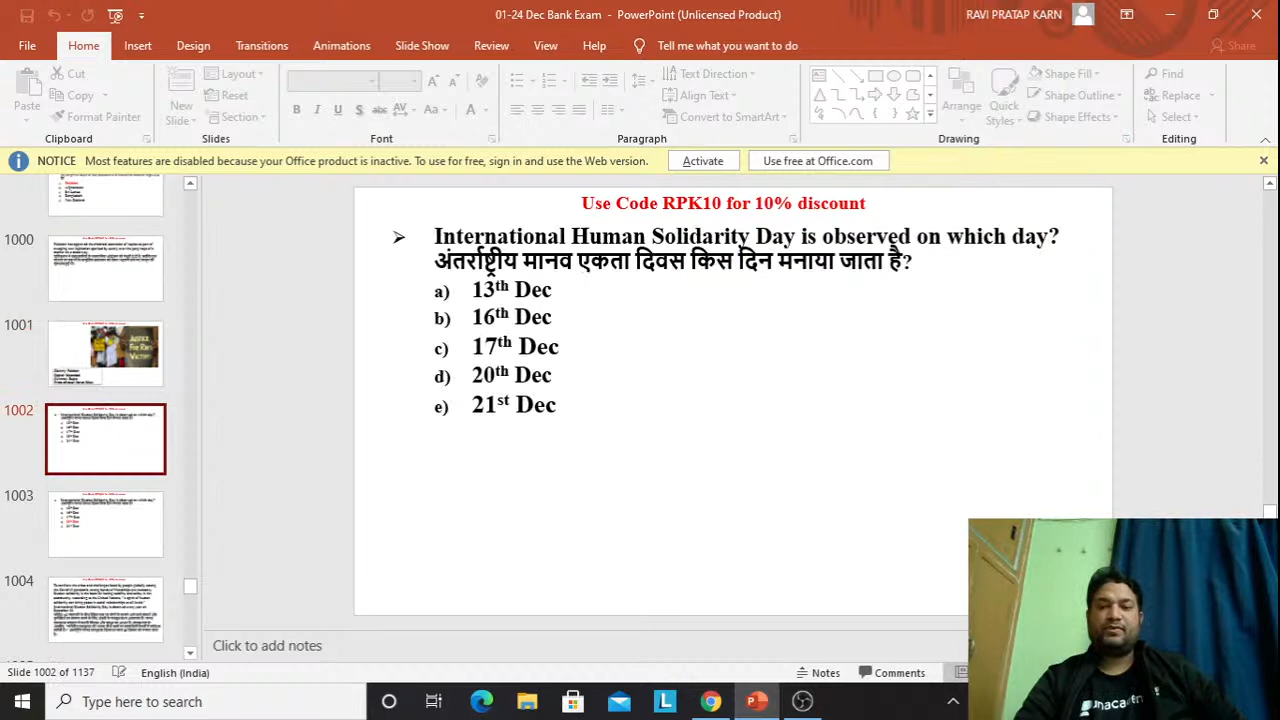 01-24 Dec Bank Exam - PowerPoint (Unlicensed Product)
RAVI PRATAP KARN
File Home Insert Design Transitions Animations Slide Show Review View Help Tell me what you want to do Share
Paste
Cut
Copy
Format Painter
Clipboard
New Slide
Layout
Reset
Section
Slides
Font
Text Direction
Align Text
Convert to SmartArt
Paragraph
Arrange
Quick Styles
Shape Fill
Shape Outline
Shape Effects
Drawing
Find
Replace
Select
Editing
NOTICE Most features are disabled because your Office product is inactive. To use for free, sign in and use the Web version. Activate Use free at Office.com
1000
1001
Justice For Rape Victims
1002
1003
1004
Use Code RPK10 for 10% discount
International Human Solidarity Day is observed on which day?
अंतर्राष्ट्रीय मानव एकता दिवस किस दिन मनाया जाता है?
a) 13th Dec
b) 16th Dec
c) 17th Dec
d) 20th Dec
e) 21st Dec
Click to add notes
Slide 1002 of 1137 English (India) Notes Comments
Type here to search
unacademy